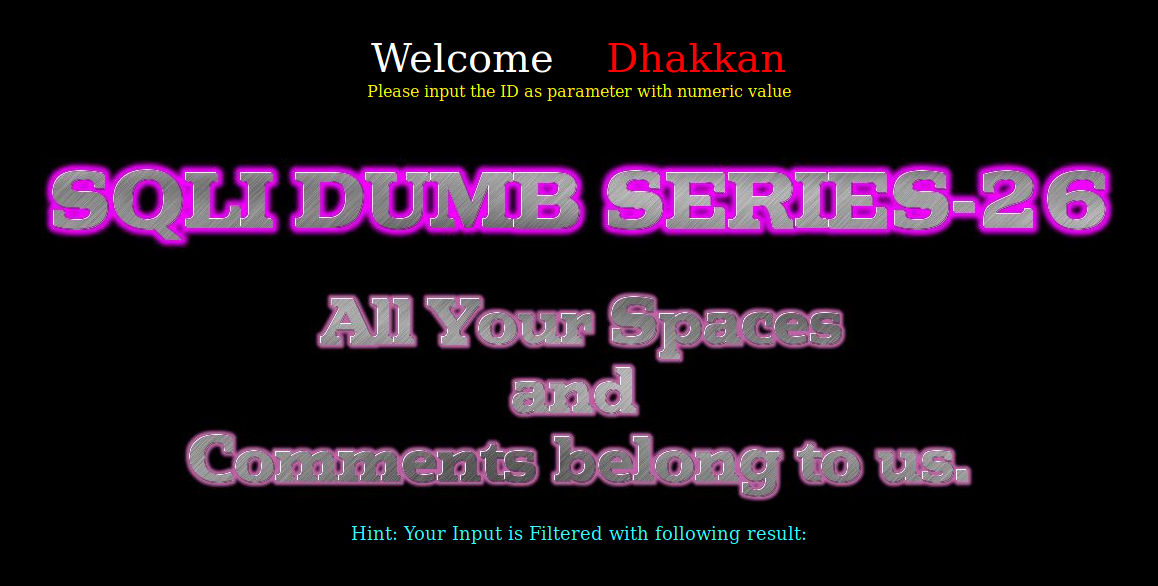 Welcome Dhakkan
Please input the ID as parameter with numeric value
SQLI DUMB SERIES-26
All Your Spaces
and
Comments belong to us.
Hint: Your Input is Filtered with following result: